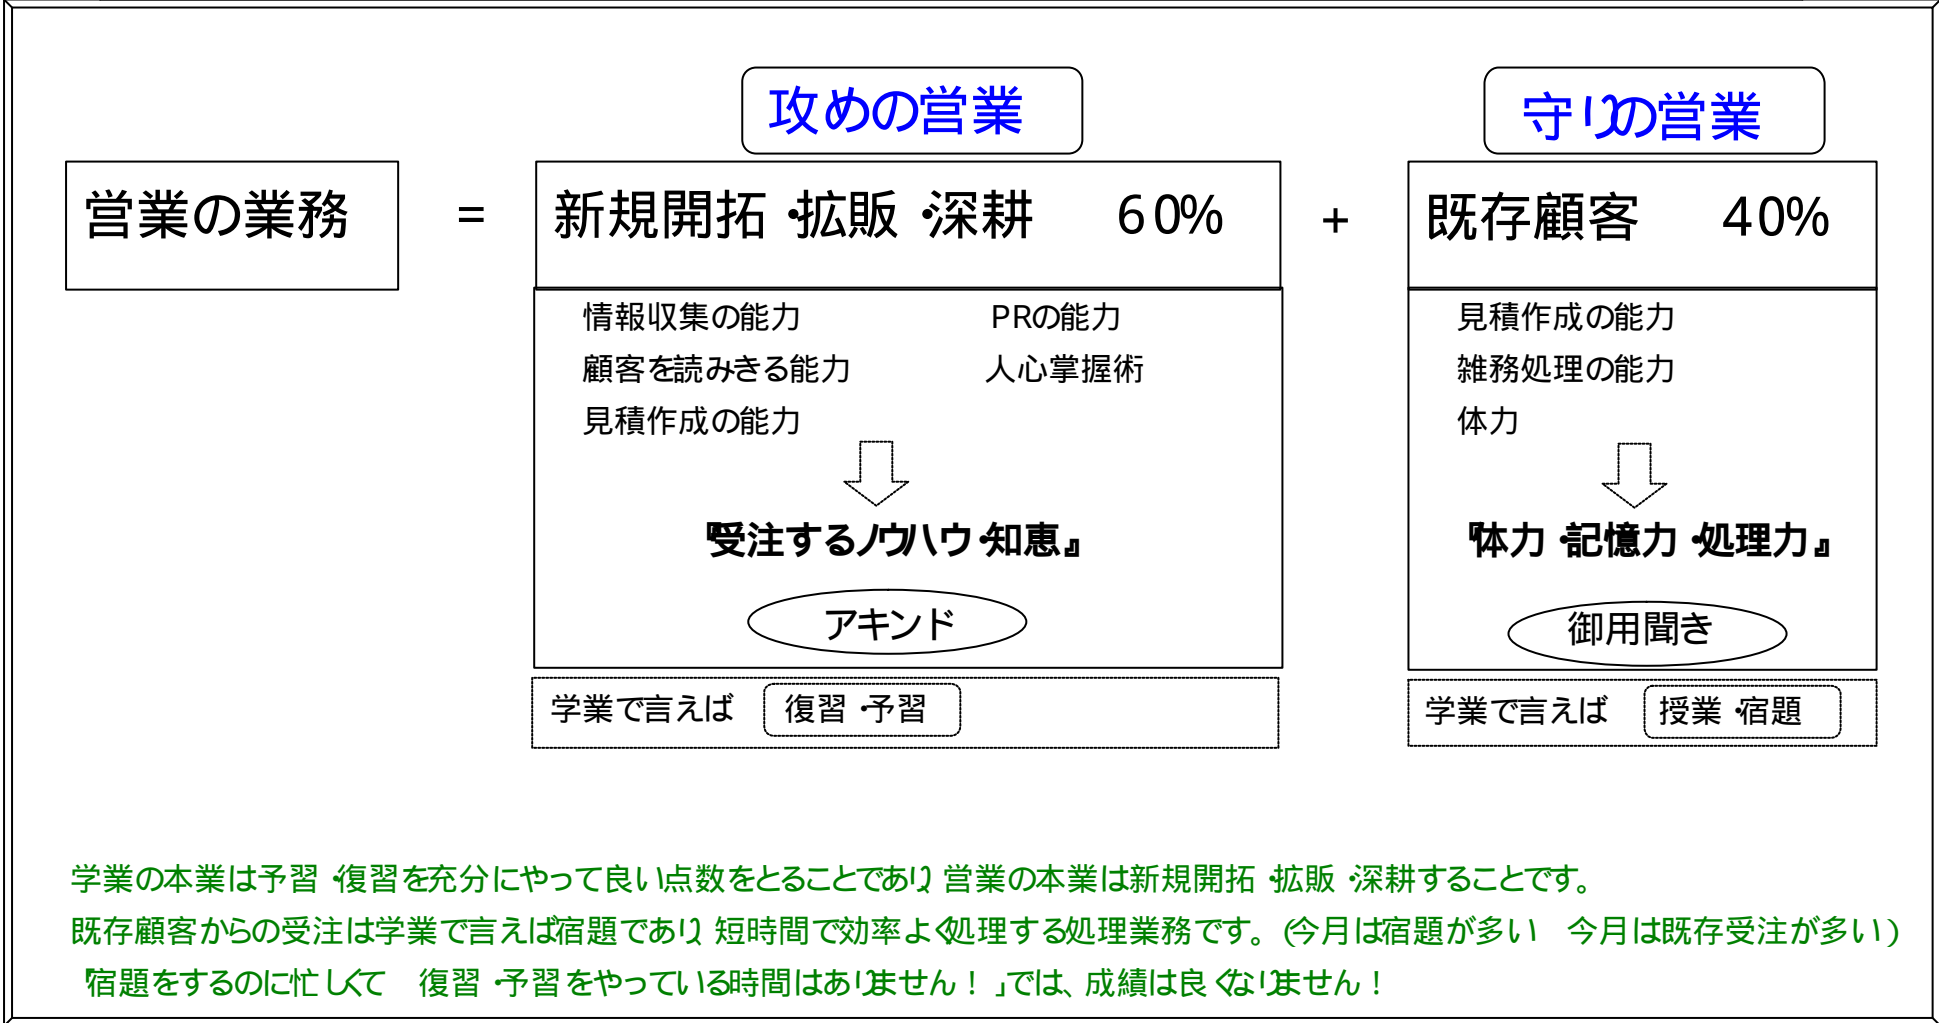 攻めの営業
守りの営業
営業の業務 = 新規開拓・拡販・深耕 60% + 既存顧客 40%
情報収集の能力 PRの能力
顧客を読みきる能力 人心掌握術
見積作成の能力
『受注するノウハウ・知恵』
アキンド
学業で言えば 復習・予習
見積作成の能力
雑務処理の能力
体力
『体力・記憶力・処理力』
御用聞き
学業で言えば 授業・宿題
学業の本業は予習・復習を充分にやって良い点数をとることであり、営業の本業は新規開拓・拡販・深耕することです。
既存顧客からの受注は学業で言えば宿題であり、短時間で効率よく処理する処理業務です。(今月は宿題が多い 今月は既存受注が多い)
『宿題をするのに忙しくて 復習・予習をやっている時間はありません！」では、成績は良くなりません！